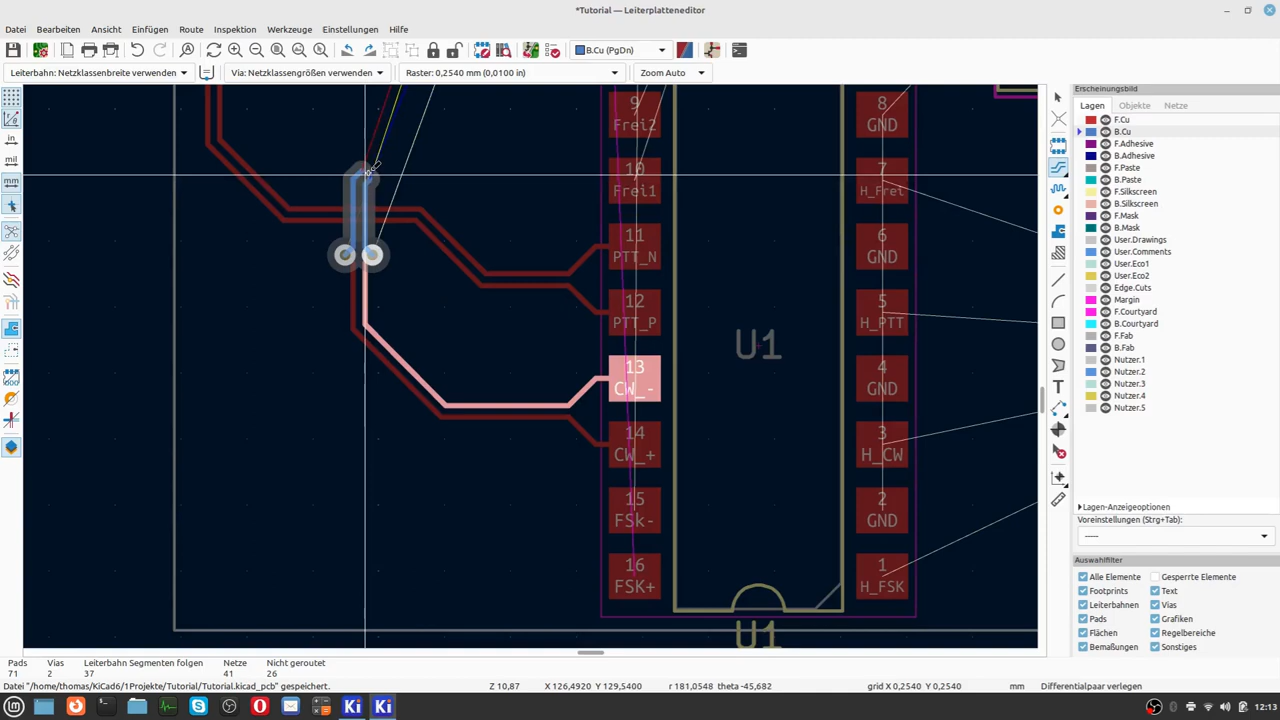 *Tutorial — Leiterplatteneditor
Datei Bearbeiten Ansicht Einfügen Route Inspektion Werkzeuge Einstellungen Hilfe
B.Cu (PgDn)
Leiterbahn: Netzklassenbreite verwenden Via: Netzklassengrößen verwenden Raster: 0,2540 mm (0,0100 in) Zoom Auto
Erscheinungsbild
Lagen Objekte Netze
F.Cu
B.Cu
F.Adhesive
B.Adhesive
F.Paste
B.Paste
F.Silkscreen
B.Silkscreen
F.Mask
B.Mask
User.Drawings
User.Comments
User.Eco1
User.Eco2
Edge.Cuts
Margin
F.Courtyard
B.Courtyard
F.Fab
B.Fab
Nutzer.1
Nutzer.2
Nutzer.3
Nutzer.4
Nutzer.5
Lagen-Anzeigeoptionen
Voreinstellungen (Strg+Tab):
-----
Auswahlfilter
Alle Elemente Gesperrte Elemente
Footprints Text
Leiterbahnen Vias
Pads Grafiken
Flächen Regelbereiche
Bemaßungen Sonstiges
in
mil
mm
9
Frei2
10
Frei1
11
PTT_N
12
PTT_P
13
CW_-
14
CW_+
15
FSk-
16
FSK+
U1
U1
8
GND
7
H_Frei
6
GND
5
H_PTT
4
GND
3
H_CW
2
GND
1
H_FSK
Pads Vias Leiterbahn Segmenten folgen Netze Nicht geroutet
71 2 37 41 26
Datei "/home/thomas/KiCad6/1Projekte/Tutorial/Tutorial.kicad_pcb" gespeichert. Z 10,87 X 126,4920 Y 129,5400 r 181,0548 theta -45,682 grid X 0,2540 Y 0,2540 mm Differentialpaar verlegen
Ki Ki 12:13